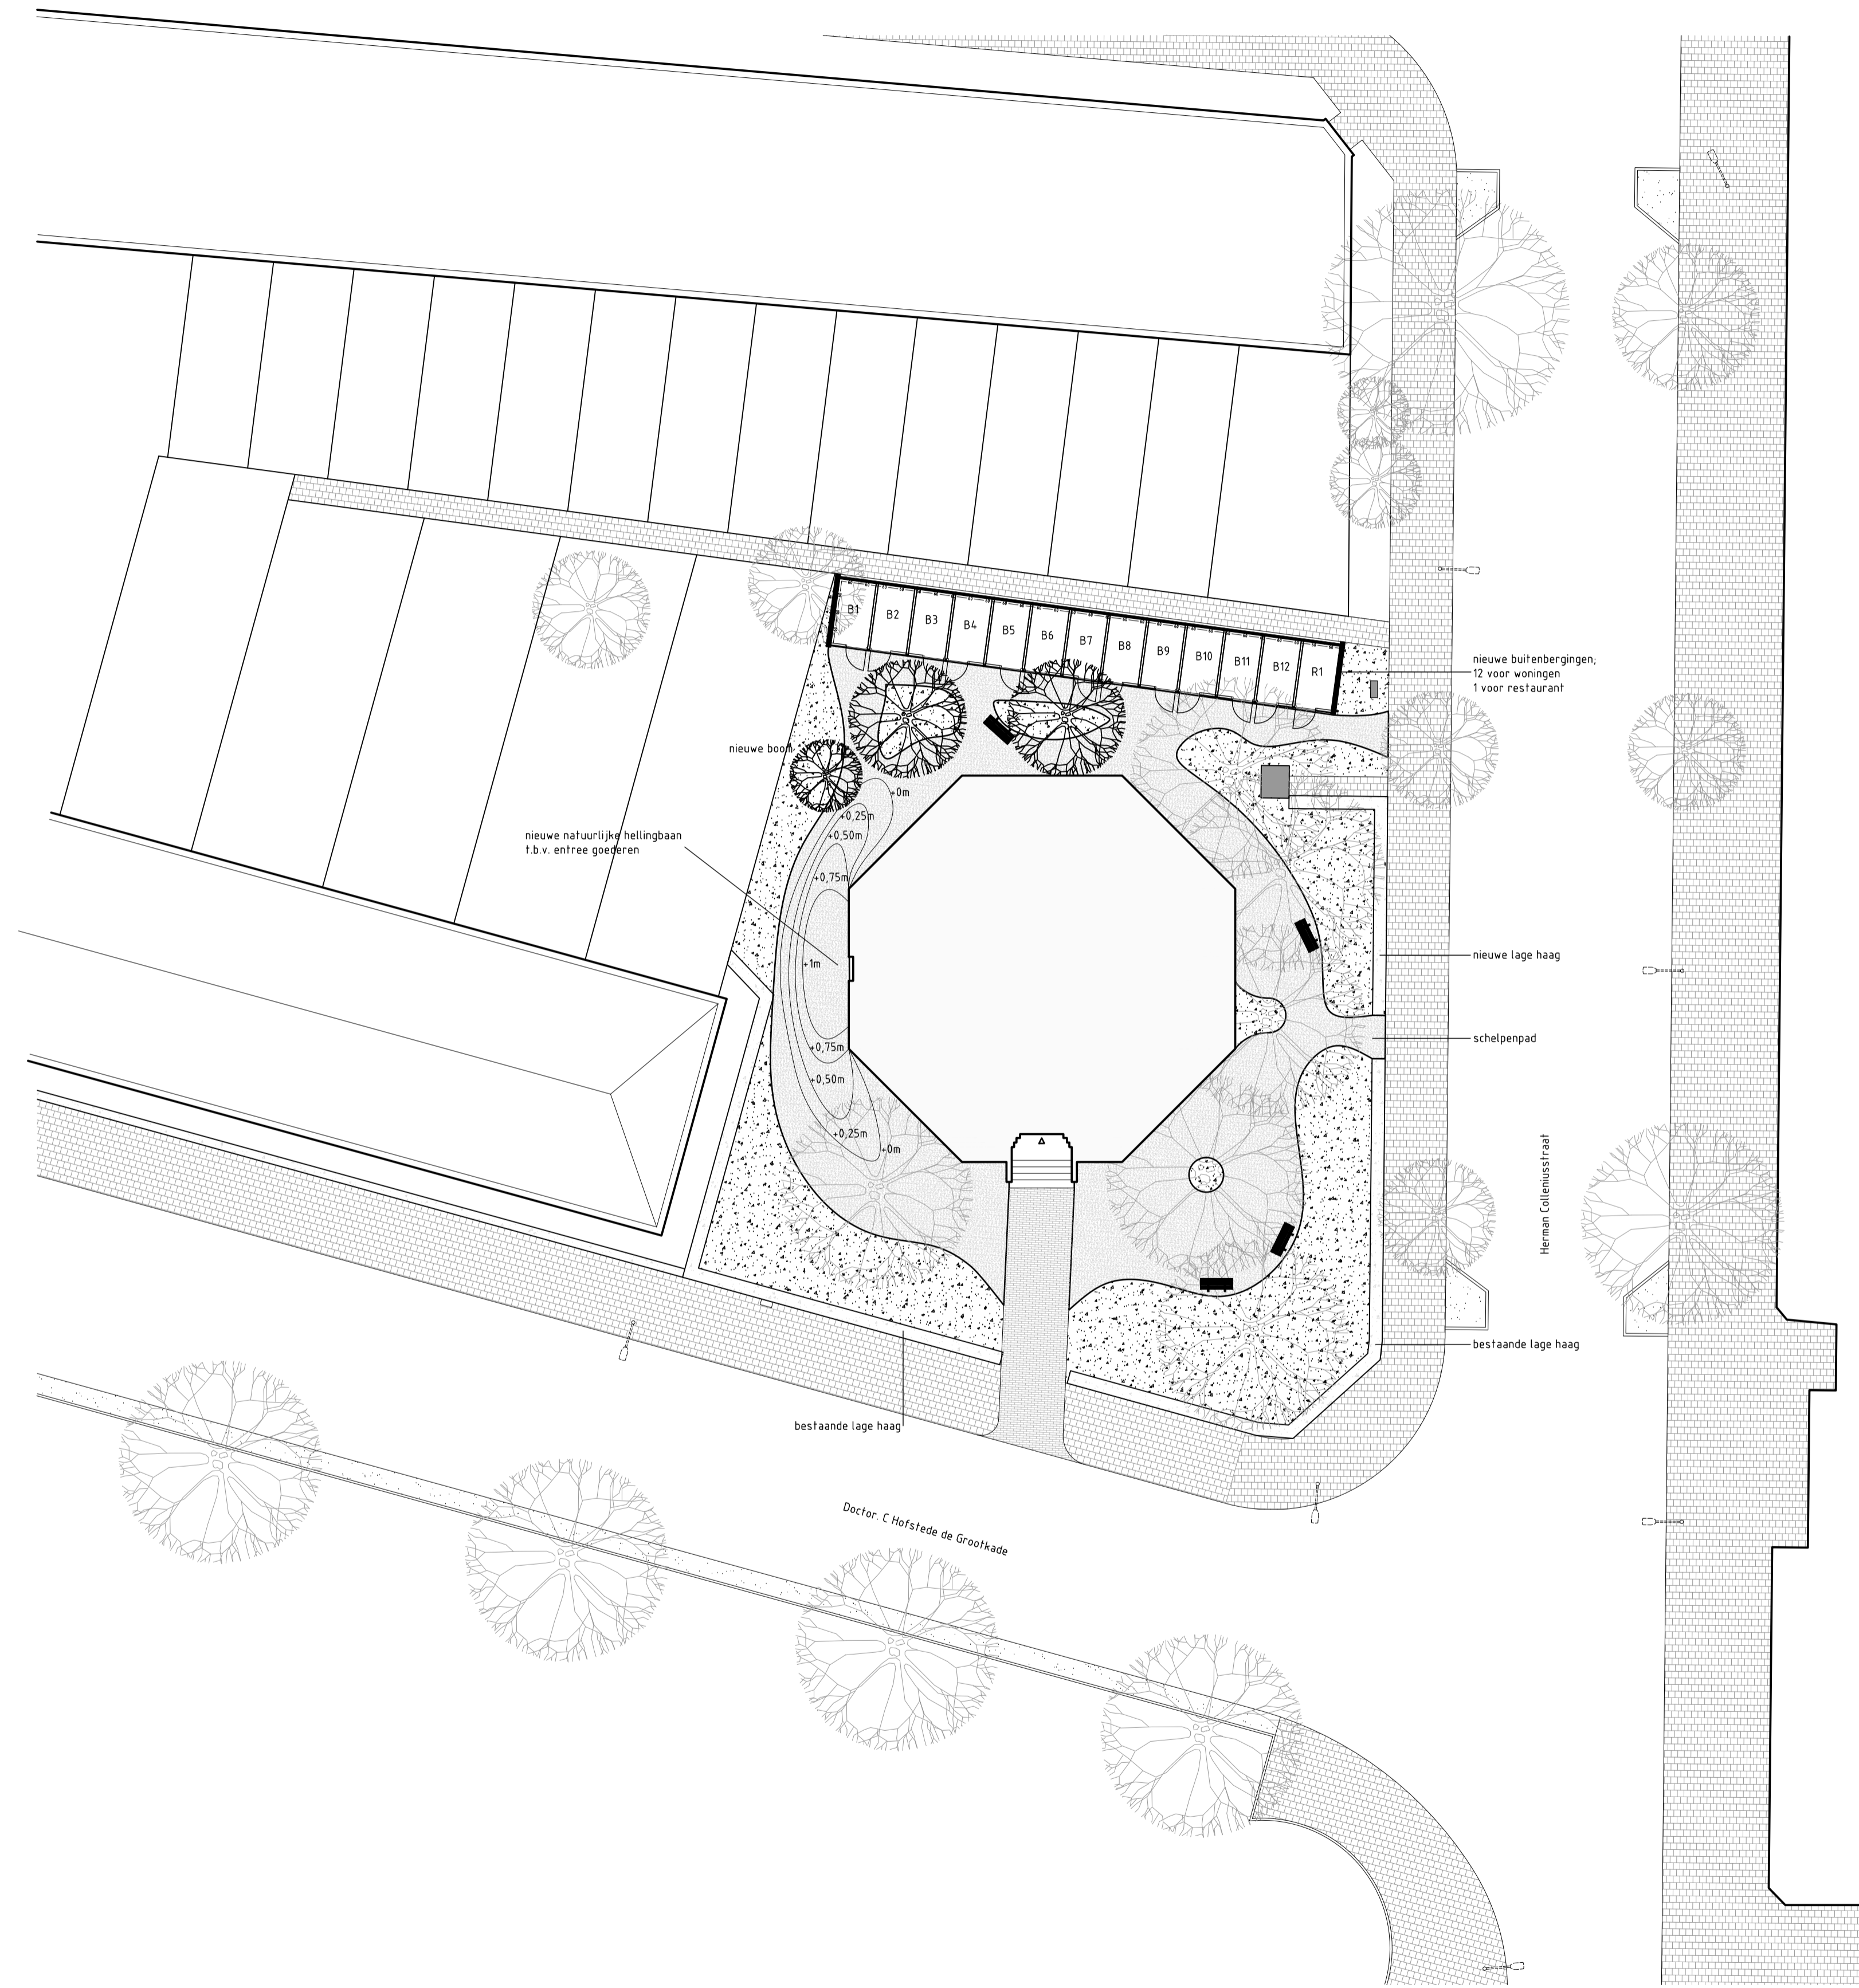 B1
B2
B3
B4
B5
B6
B7
B8
B9
B10
B11
B12
R1
nieuwe buitenbergingen;
12 voor woningen
1 voor restaurant
nieuwe boom
+0m
+0,25m
+0,50m
nieuwe natuurlijke hellingbaan
t.b.v. entree goederen
+0,75m
+1m
nieuwe lage haag
schelpenpad
+0,75m
+0,50m
+0,25m
+0m
Herman Colleniusstraat
bestaande lage haag
bestaande lage haag
Doctor. C Hofstede de Grootkade